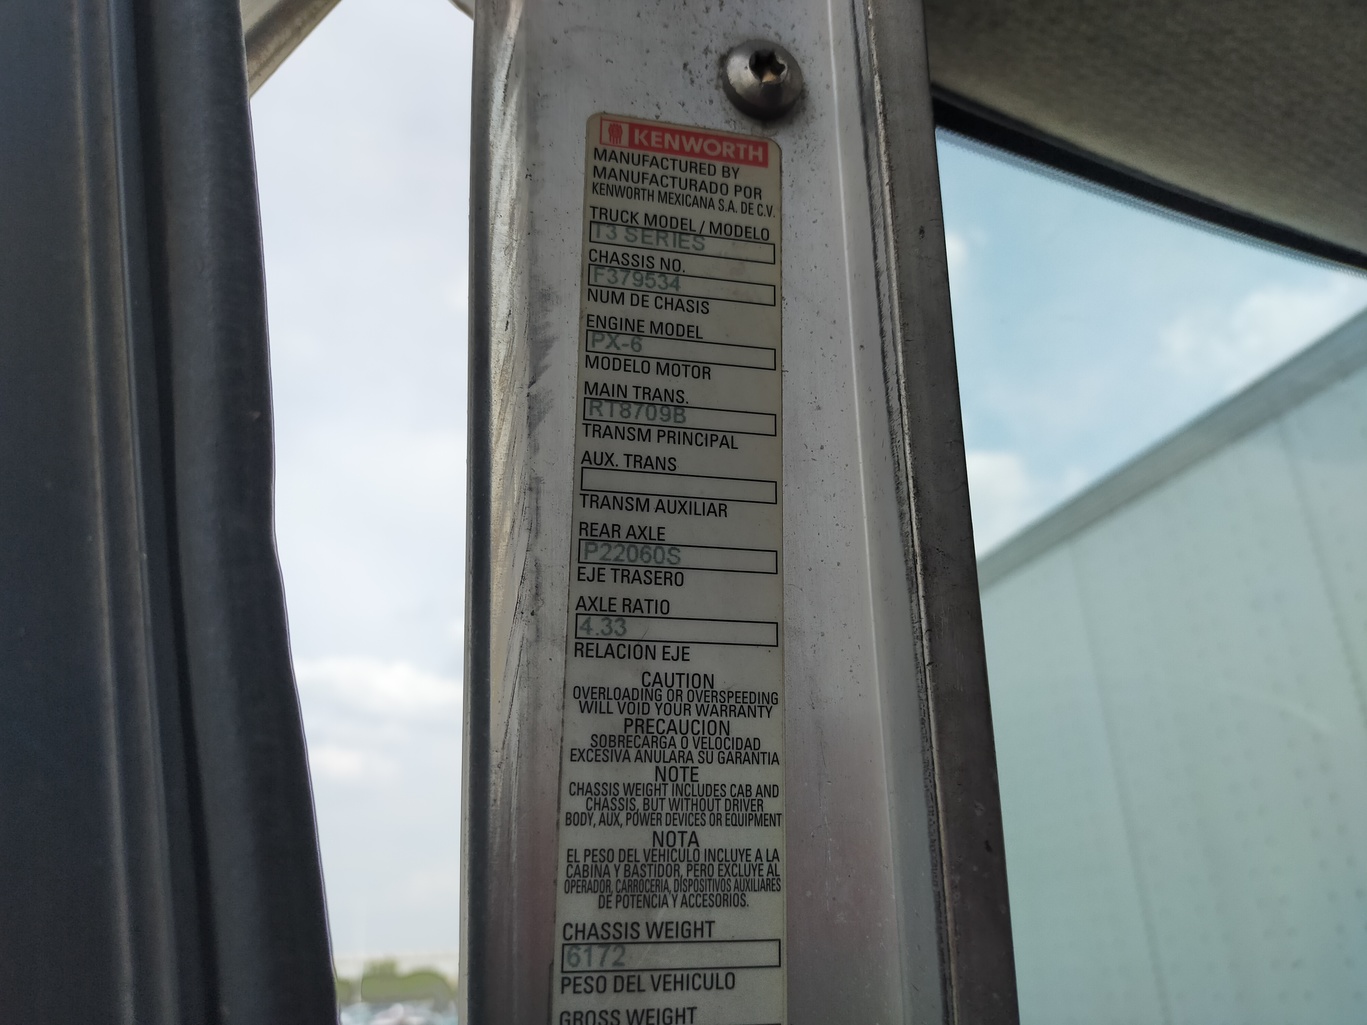 KENWORTH
MANUFACTURED BY
MANUFACTURADO POR
KENWORTH MEXICANA S.A. DE C.V.
TRUCK MODEL / MODELO
T3 SERIES
CHASSIS NO.
F379534
NUM DE CHASIS
ENGINE MODEL
PX-6
MODELO MOTOR
MAIN TRANS.
RT8709B
TRANSM PRINCIPAL
AUX. TRANS
TRANSM AUXILIAR
REAR AXLE
P22060S
EJE TRASERO
AXLE RATIO
4.33
RELACION EJE
CAUTION
OVERLOADING OR OVERSPEEDING
WILL VOID YOUR WARRANTY
PRECAUCION
SOBRECARGA O VELOCIDAD
EXCESIVA ANULARA SU GARANTIA
NOTE
CHASSIS WEIGHT INCLUDES CAB AND
CHASSIS, BUT WITHOUT DRIVER
BODY, AUX, POWER DEVICES OR EQUIPMENT
NOTA
EL PESO DEL VEHICULO INCLUYE A LA
CABINA Y BASTIDOR, PERO EXCLUYE AL
OPERADOR, CARROCERIA, DISPOSITIVOS AUXILIARES
DE POTENCIA Y ACCESORIOS.
CHASSIS WEIGHT
6172
PESO DEL VEHICULO
GROSS WEIGHT